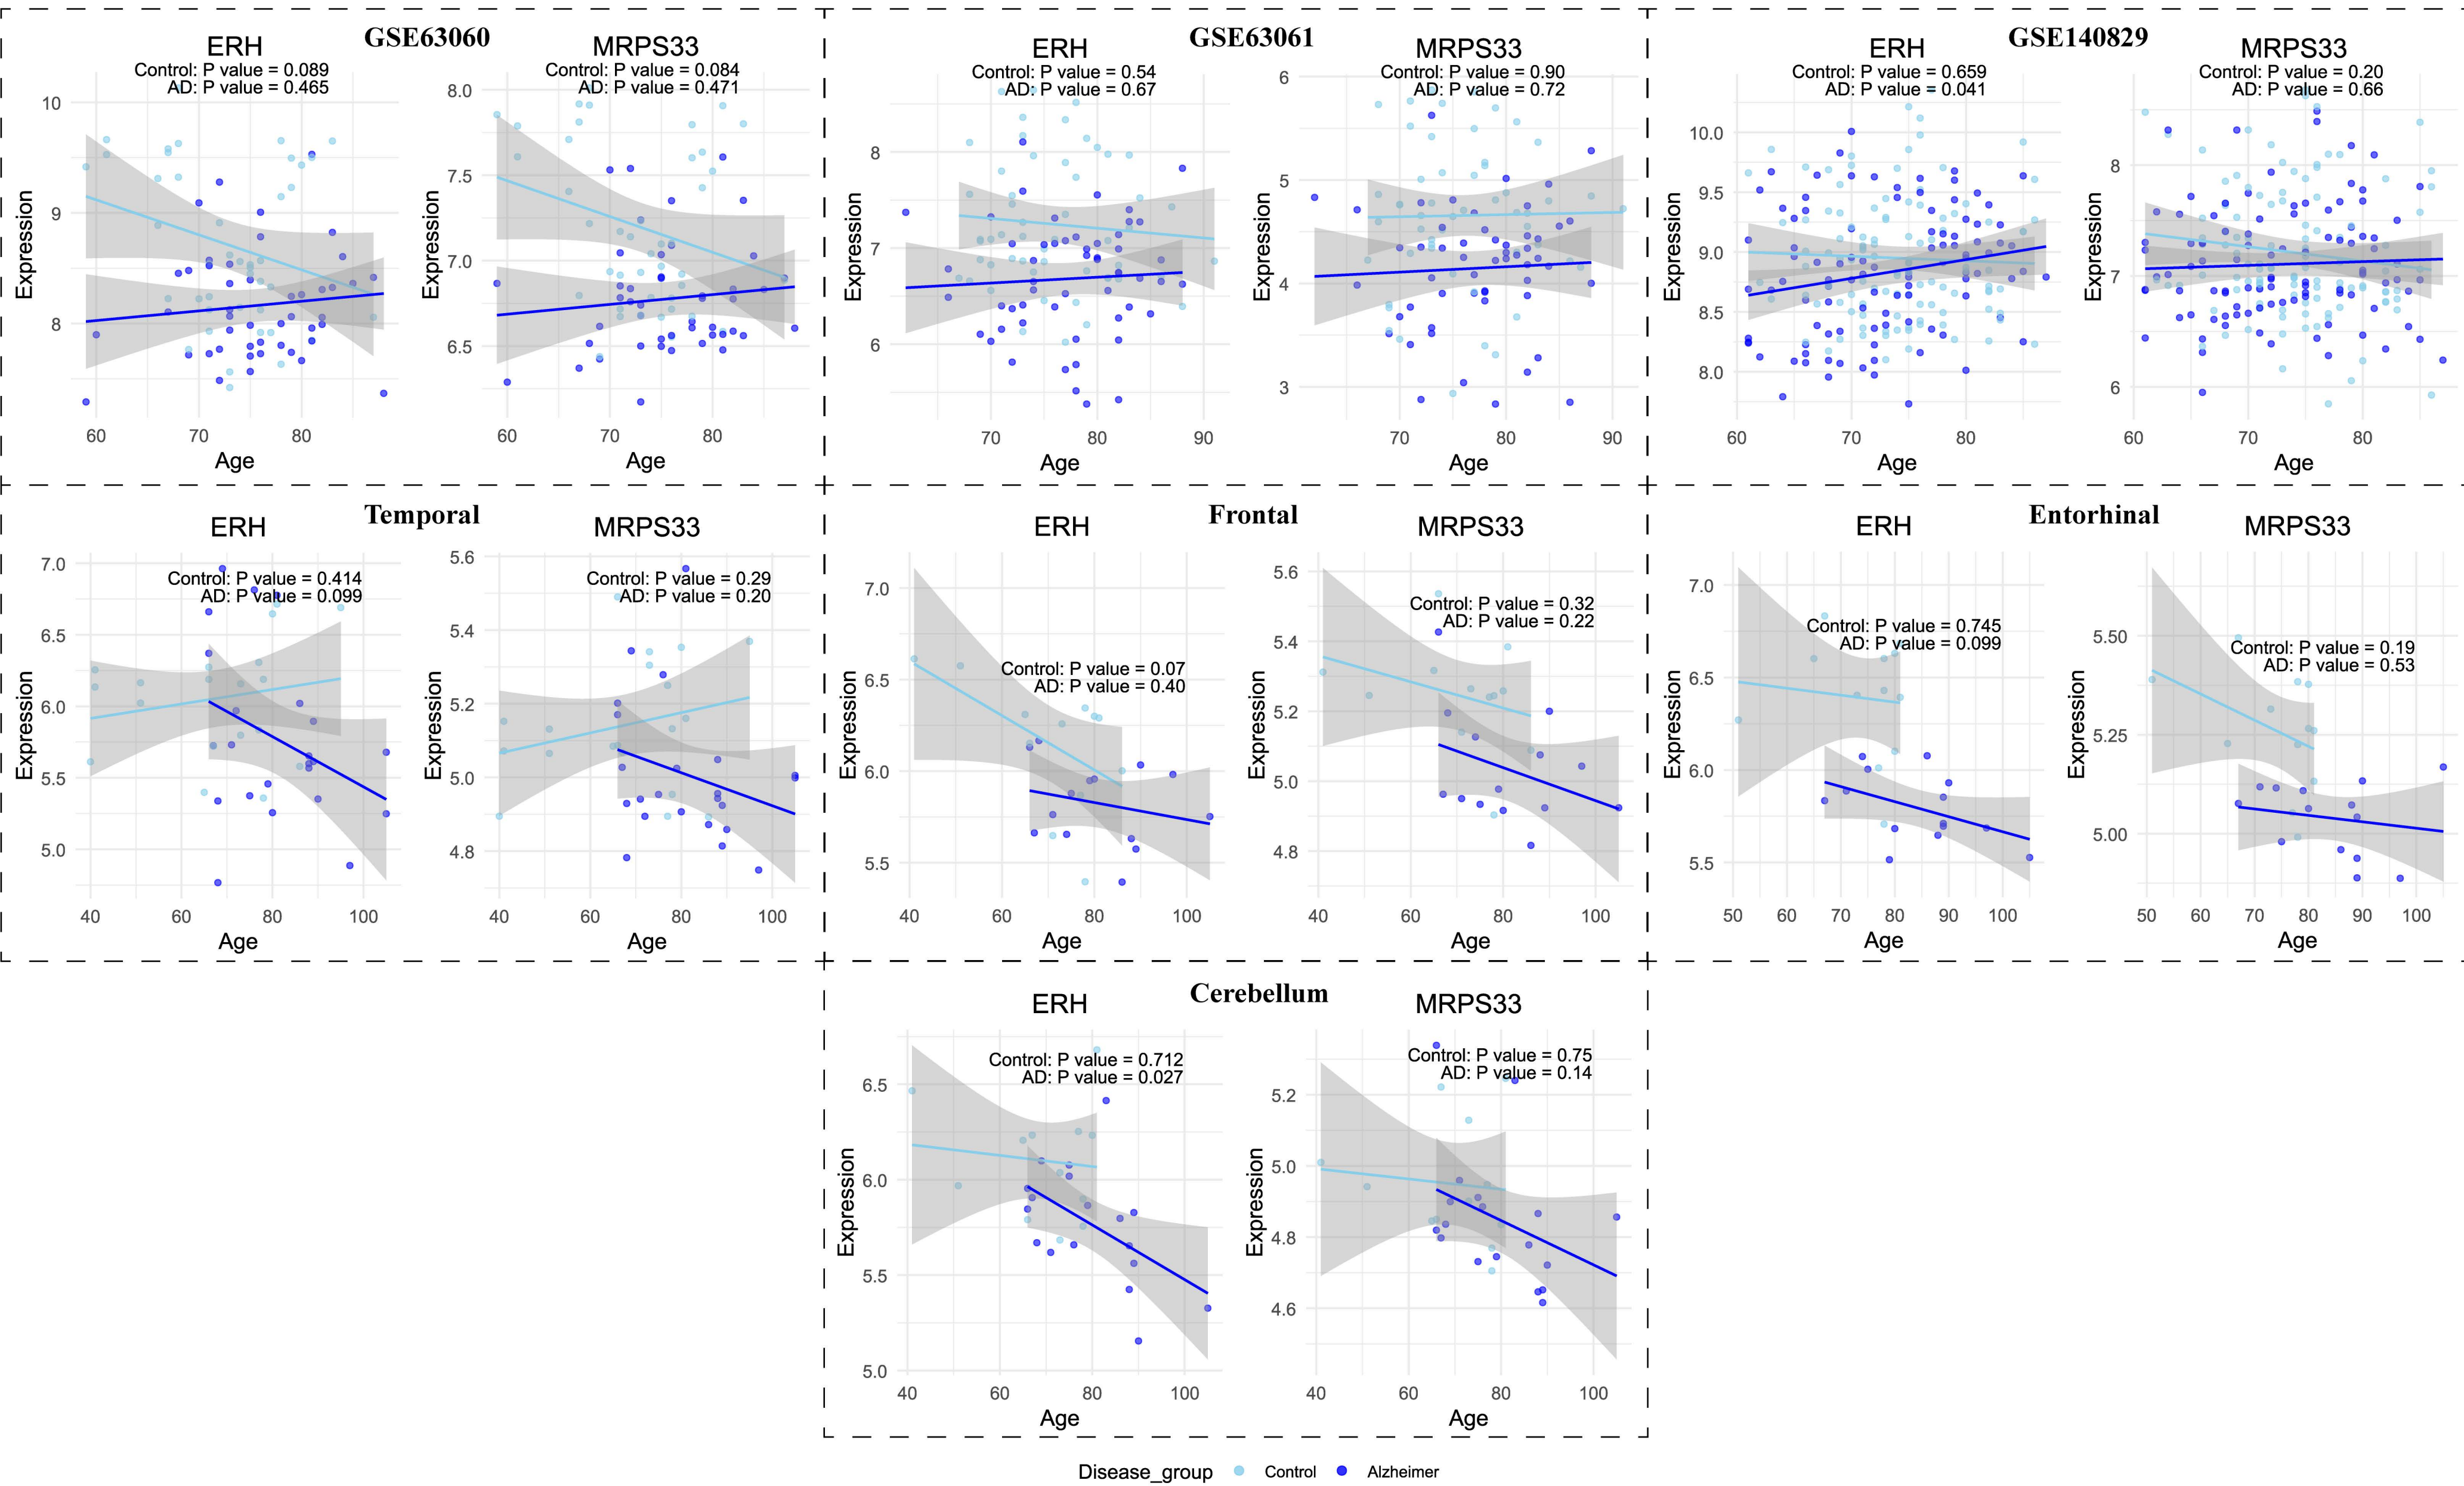 GSE63060
ERH
Control: P value = 0.089
AD: P value = 0.465
Expression
10
9
8
60 70 80
Age
MRPS33
Control: P value = 0.084
AD: P value = 0.471
Expression
8.0
7.5
7.0
6.5
60 70 80
Age
GSE63061
ERH
Control: P value = 0.54
AD: P value = 0.67
Expression
8
7
6
70 80 90
Age
MRPS33
Control: P value = 0.90
AD: P value = 0.72
Expression
6
5
4
3
70 80 90
Age
GSE140829
ERH
Control: P value = 0.659
AD: P value = 0.041
Expression
10.0
9.5
9.0
8.5
8.0
60 70 80
Age
MRPS33
Control: P value = 0.20
AD: P value = 0.66
Expression
8
7
6
60 70 80
Age
Temporal
ERH
Control: P value = 0.414
AD: P value = 0.099
Expression
7.0
6.5
6.0
5.5
5.0
40 60 80 100
Age
MRPS33
Control: P value = 0.29
AD: P value = 0.20
Expression
5.6
5.4
5.2
5.0
4.8
40 60 80 100
Age
Frontal
ERH
Control: P value = 0.07
AD: P value = 0.40
Expression
7.0
6.5
6.0
5.5
40 60 80 100
Age
MRPS33
Control: P value = 0.32
AD: P value = 0.22
Expression
5.6
5.4
5.2
5.0
4.8
40 60 80 100
Age
Entorhinal
ERH
Control: P value = 0.745
AD: P value = 0.099
Expression
7.0
6.5
6.0
5.5
50 60 70 80 90 100
Age
MRPS33
Control: P value = 0.19
AD: P value = 0.53
Expression
5.50
5.25
5.00
50 60 70 80 90 100
Age
Cerebellum
ERH
Control: P value = 0.712
AD: P value = 0.027
Expression
6.5
6.0
5.5
5.0
40 60 80 100
Age
MRPS33
Control: P value = 0.75
AD: P value = 0.14
Expression
5.2
5.0
4.8
4.6
40 60 80 100
Age
Disease_group Control Alzheimer